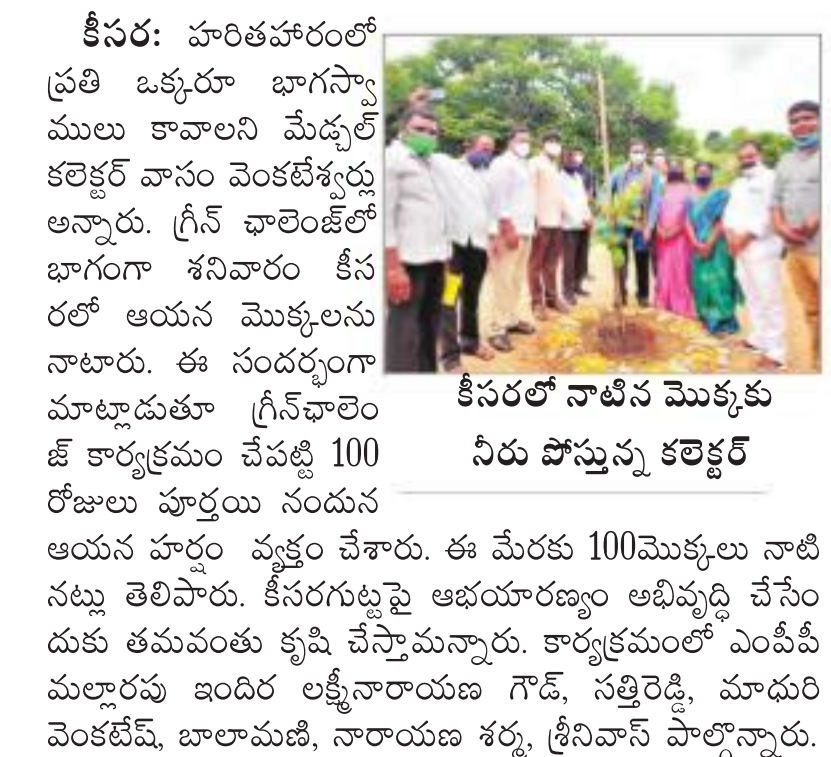 కీసర: హరితహారంలో
ప్రతి ఒక్కరూ భాగస్వా
ములు కావాలని మేడ్చల్
కలెక్టర్ వాసం వెంకటేశ్వర్లు
అన్నారు. గ్రీన్ ఛాలెంజ్‌లో
భాగంగా శనివారం కీస
రలో ఆయన మొక్కలను
నాటారు. ఈ సందర్భంగా
మాట్లాడుతూ గ్రీన్‌ఛాలెం
జ్ కార్యక్రమం చేపట్టి 100
రోజులు పూర్తయి నందున
ఆయన హర్షం వ్యక్తం చేశారు. ఈ మేరకు 100మొక్కలు నాటి
నట్లు తెలిపారు. కీసరగుట్టపై ఆభయారణ్యం అభివృద్ధి చేసేం
దుకు తమవంతు కృషి చేస్తామన్నారు. కార్యక్రమంలో ఎంపీపీ
మల్లారపు ఇందిర లక్ష్మీనారాయణ గౌడ్, సత్తిరెడ్డి, మాధురి
వెంకటేష్, బాలామణి, నారాయణ శర్మ, శ్రీనివాస్ పాల్గొన్నారు.
కీసరలో నాటిన మొక్కకు
నీరు పోస్తున్న కలెక్టర్